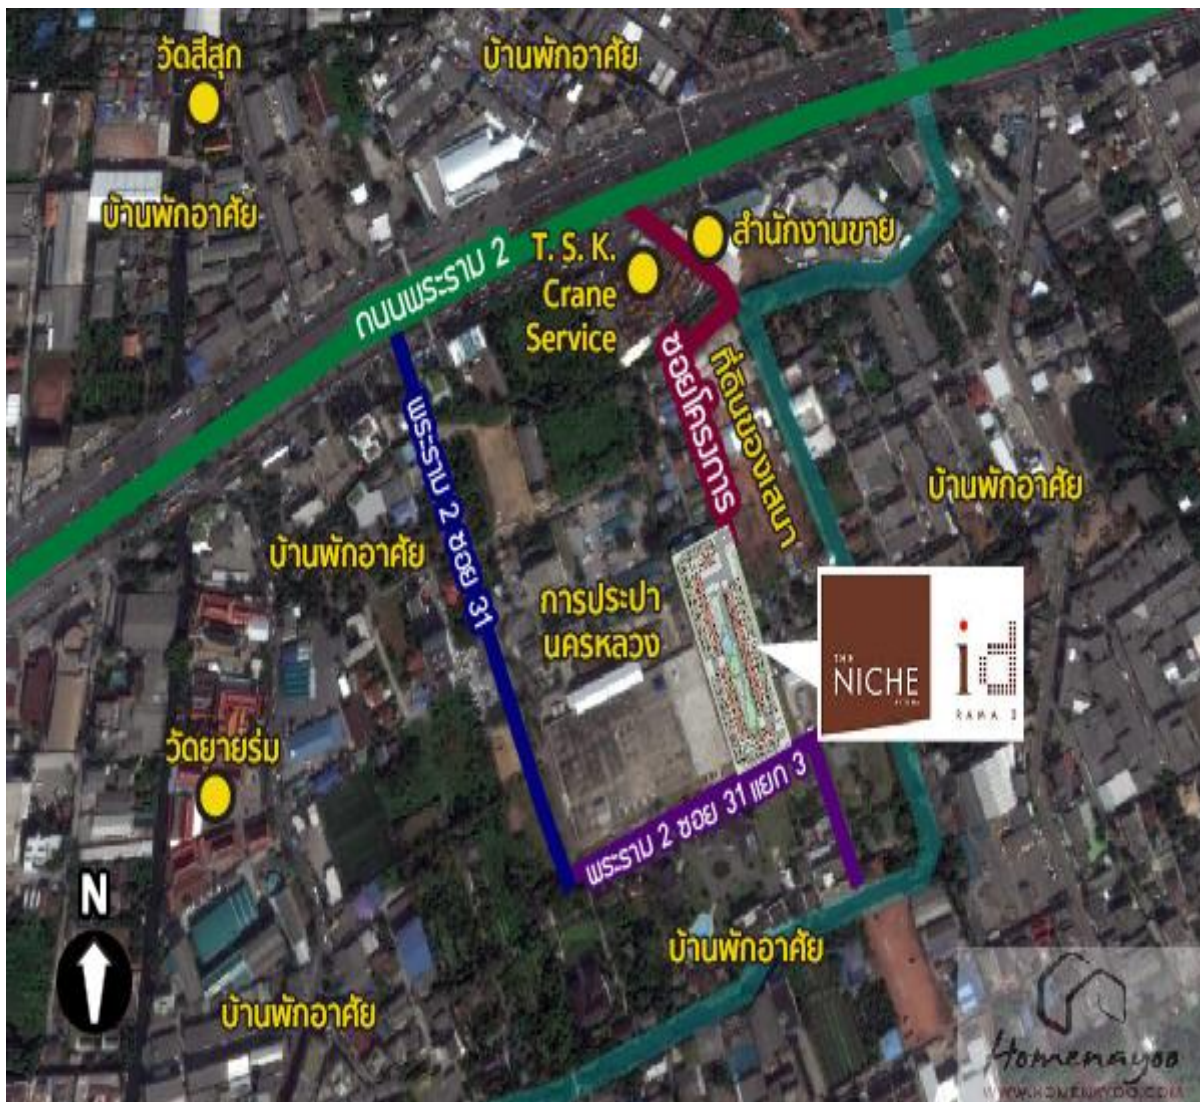 วัดสีสุก
บ้านพักอาศัย
บ้านพักอาศัย
สำนักงานขาย
T. S. K.
Crane
Service
ถนนพระราม 2
ซอยโครงการ
ที่ดินของเสนา
พระราม 2 ซอย 31
บ้านพักอาศัย
บ้านพักอาศัย
การประปา
นครหลวง
THE
NICHE
id
RAMA 2
วัดยายร่ม
พระราม 2 ซอย 31 แยก 3
N
บ้านพักอาศัย
บ้านพักอาศัย
Homenayoo
WWW.HOMENAYOO.COM